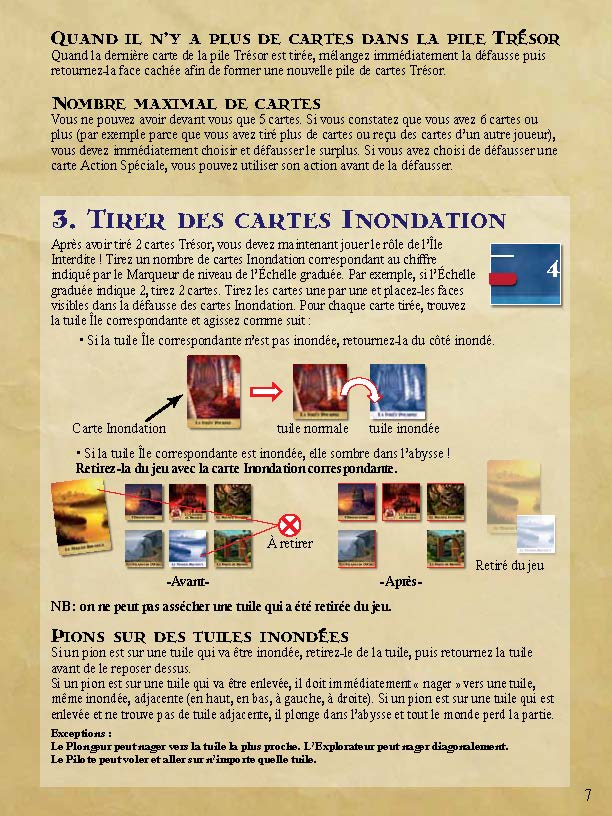 QUAND IL N'Y A PLUS DE CARTES DANS LA PILE TRÉSOR
Quand la dernière carte de la pile Trésor est tirée, mélangez immédiatement la défausse puis
retournez-la face cachée afin de former une nouvelle pile de cartes Trésor.
NOMBRE MAXIMAL DE CARTES
Vous ne pouvez avoir devant vous que 5 cartes. Si vous constatez que vous avez 6 cartes ou
plus (par exemple parce que vous avez tiré plus de cartes ou reçu des cartes d'un autre joueur),
vous devez immédiatement choisir et défausser le surplus. Si vous avez choisi de défausser une
carte Action Spéciale, vous pouvez utiliser son action avant de la défausser.
3. TIRER DES CARTES INONDATION
Après avoir tiré 2 cartes Trésor, vous devez maintenant jouer le rôle de l'Île
Interdite ! Tirez un nombre de cartes Inondation correspondant au chiffre
indiqué par le Marqueur de niveau de l'Échelle graduée. Par exemple, si l'Échelle
graduée indique 2, tirez 2 cartes. Tirez les cartes une par une et placez-les faces
visibles dans la défausse des cartes Inondation. Pour chaque carte tirée, trouvez
la tuile Île correspondante et agissez comme suit :
4
• Si la tuile Île correspondante n'est pas inondée, retournez-la du côté inondé.
LA FORÊT POURPRE
LA FORÊT POURPRE
LA FORÊT POURPRE
Carte Inondation
tuile normale
tuile inondée
• Si la tuile Île correspondante est inondée, elle sombre dans l'abysse !
Retirez-la du jeu avec la carte Inondation correspondante.
À retirer
Retiré du jeu
-Avant-
-Après-
NB: on ne peut pas assécher une tuile qui a été retirée du jeu.
PIONS SUR DES TUILES INONDÉES
Si un pion est sur une tuile qui va être inondée, retirez-le de la tuile, puis retournez la tuile
avant de le reposer dessus.
Si un pion est sur une tuile qui va être enlevée, il doit immédiatement « nager » vers une tuile,
même inondée, adjacente (en haut, en bas, à gauche, à droite). Si un pion est sur une tuile qui est
enlevée et ne trouve pas de tuile adjacente, il plonge dans l'abysse et tout le monde perd la partie.
Exceptions :
Le Plongeur peut nager vers la tuile la plus proche. L'Explorateur peut nager diagonalement.
Le Pilote peut voler et aller sur n'importe quelle tuile.
7